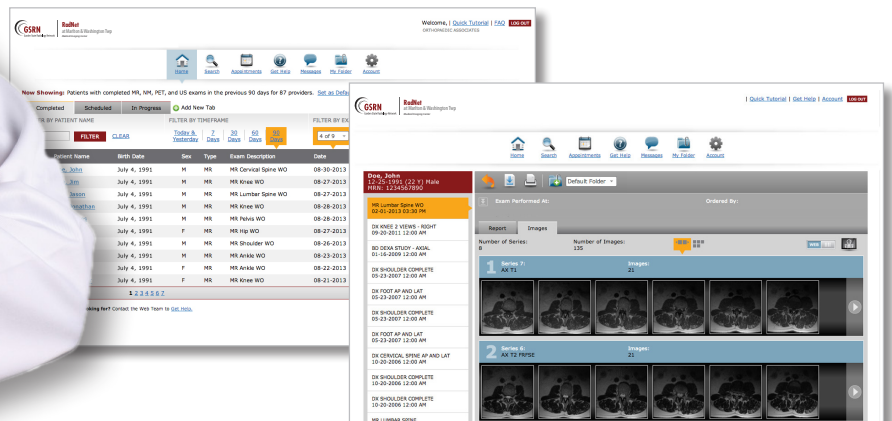 GSRN
RadNet
at Marlton & Washington Twp
Welcome, | Quick Tutorial | FAQ LOG OUT
ORTHOPAEDIC ASSOCIATES
Home Search Appointments Get Help Messages My Folder Account
Now Showing: Patients with completed MR, NM, PET, and US exams in the previous 90 days for 87 providers. Set as
Completed Scheduled In Progress Add New Tab
BY PATIENT NAME FILTER BY TIMEFRAME FILTER BY
FILTER CLEAR Today & Yesterday 7 Days 30 Days 60 Days 90 Days 4 of 9
Patient Name Birth Date Sex Type Exam Description Date
John July 4, 1991 M MR MR Cervical Spine WO 08-30-2013
Jim July 4, 1991 M MR MR Knee WO 08-27-2013
Jason July 4, 1991 M MR MR Lumbar Spine WO 08-27-2013
July 4, 1991 M MR MR Knee WO 08-28-2013
July 4, 1991 M MR MR Pelvis WO 08-28-2013
July 4, 1991 F MR MR Hip WO 08-27-2013
July 4, 1991 M MR MR Shoulder WO 08-26-2013
July 4, 1991 M MR MR Ankle WO 08-23-2013
July 4, 1991 F MR MR Ankle WO 08-22-2013
July 4, 1991 F MR MR Knee WO 08-21-2013
1 2 3 4 5 6 7
for? Contact the Web Team to Get Help.
GSRN
RadNet
at Marlton & Washington Twp
| Quick Tutorial | Get Help | Account LOG OUT
Home Search Appointments Get Help Messages My Folder Account
Doe, John
12-25-1991 (22 Y) Male
MRN: 1234567890
Default Folder
MR Lumbar Spine WO
02-01-2013 03:30 PM
DX KNEE 2 VIEWS - RIGHT
09-20-2011 12:00 AM
BD DEXA STUDY - AXIAL
01-16-2009 12:00 AM
DX SHOULDER COMPLETE
05-23-2007 12:00 AM
DX FOOT AP AND LAT
05-23-2007 12:00 AM
DX SHOULDER COMPLETE
05-23-2007 12:00 AM
DX FOOT AP AND LAT
05-23-2007 12:00 AM
DX CERVICAL SPINE AP AND LAT
10-20-2006 12:00 AM
DX SHOULDER COMPLETE
10-20-2006 12:00 AM
DX SHOULDER COMPLETE
10-20-2006 12:00 AM
MR LUMBAR SPINE
Exam Performed At: Ordered By:
Report Images
Number of Series: Number of Images:
8 135
WEB
1 Series 7: Images:
AX T1 21
2 Series 6: Images:
AX T2 FRFSE 21